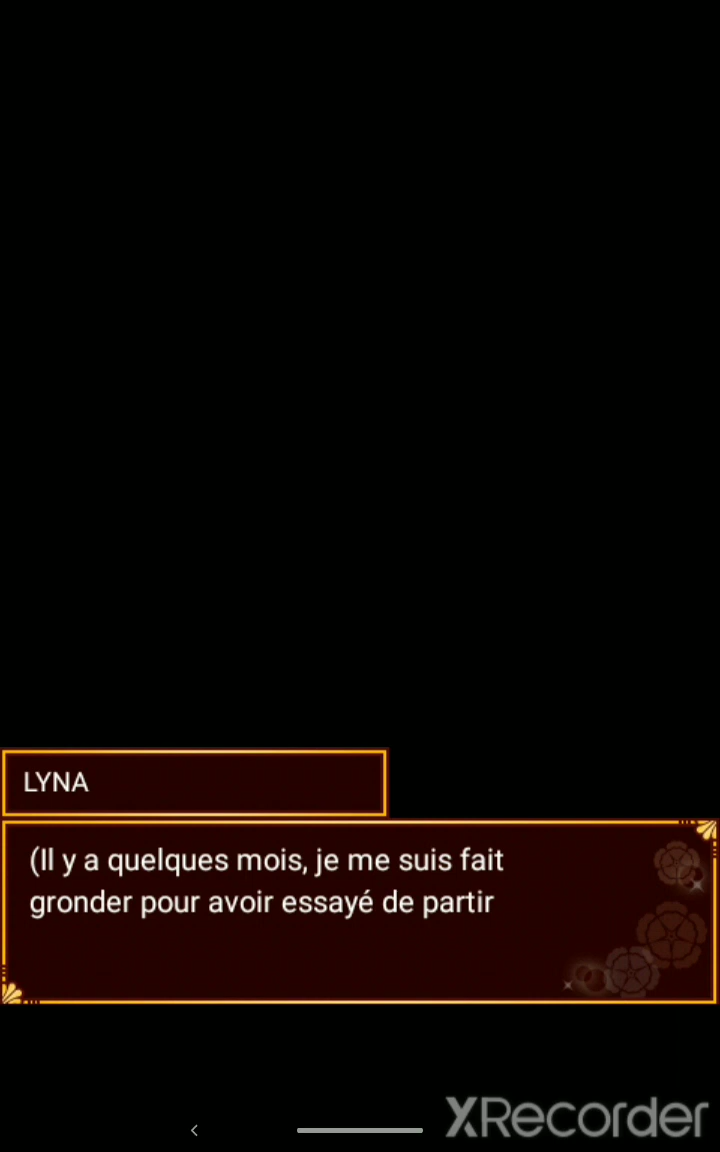 LYNA
(Il y a quelques mois, je me suis fait
gronder pour avoir essayé de partir
XRecorder